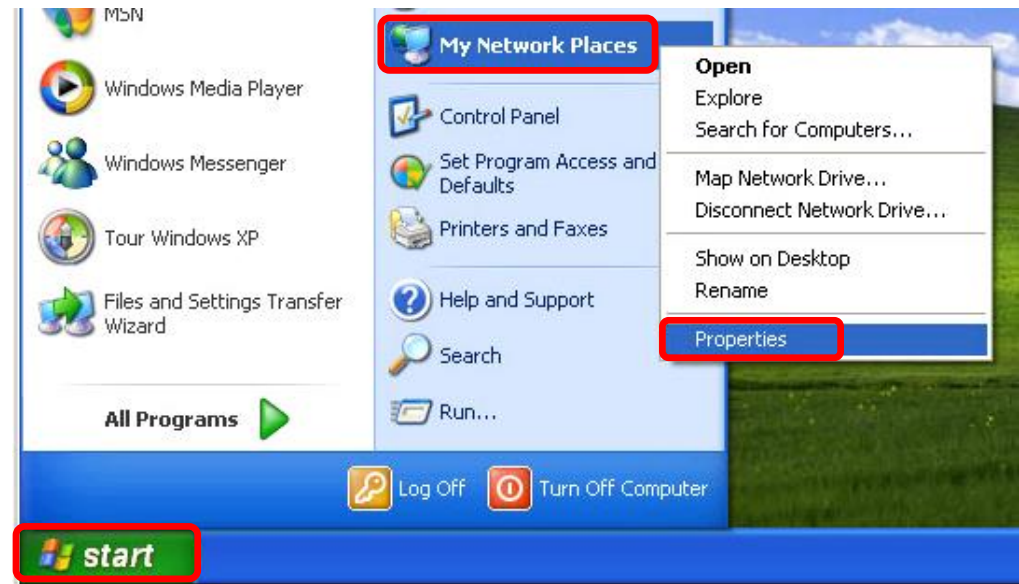 MSN
Windows Media Player
Windows Messenger
Tour Windows XP
Files and Settings Transfer
Wizard
All Programs
My Network Places
Control Panel
Set Program Access and
Defaults
Printers and Faxes
Help and Support
Search
Run...
Open
Explore
Search for Computers...
Map Network Drive...
Disconnect Network Drive...
Show on Desktop
Rename
Properties
Log Off
Turn Off Computer
start